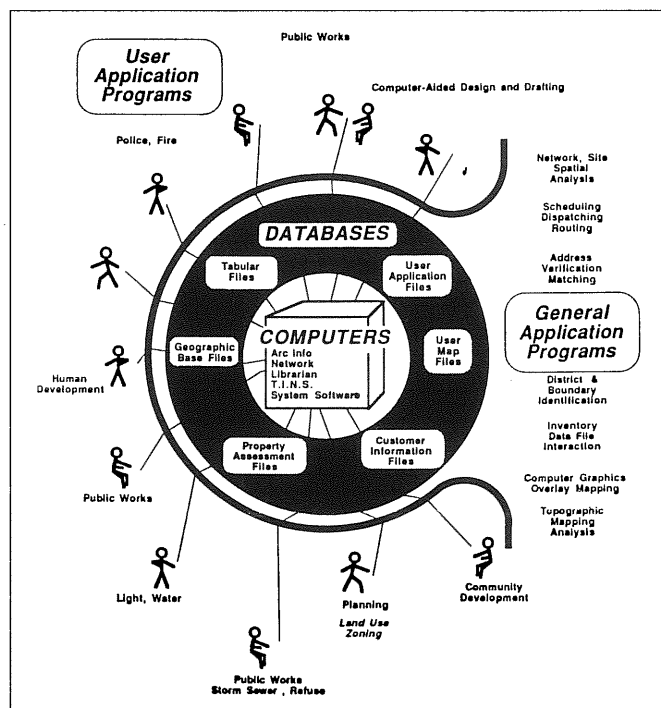 Public Works
User
Application
Programs
Computer-Aided Design and Drafting
Police, Fire
Network, Site
Spatial
Analysis
Scheduling
Dispatching
Routing
Address
Verification
Matching
DATABASES
Tabular
Files
User
Application
Files
Geographic
Base Files
User
Map
Files
COMPUTERS
Arc Info
Network
Librarian
T.I.N.S.
System Software
Property
Assessment
Files
Customer
Information
Files
General
Application
Programs
District &
Boundary
Identification
Inventory
Data File
Interaction
Computer Graphics
Overlay Mapping
Topographic
Mapping
Analysis
Human
Development
Public Works
Light, Water
Public Works
Storm Sewer , Refuse
Planning
Land Use
Zoning
Community
Development